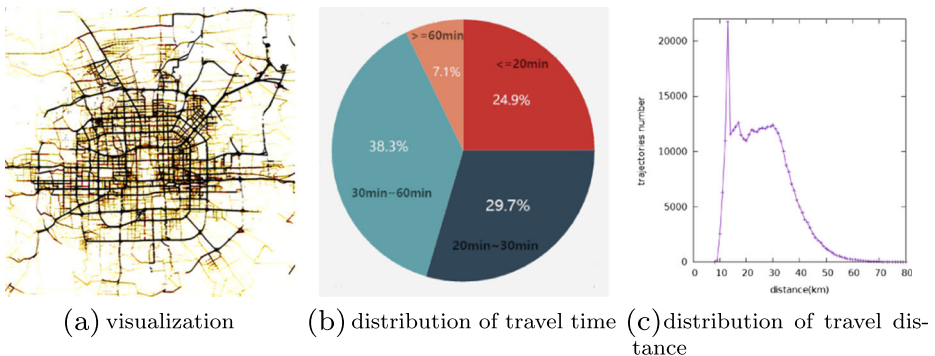 >=60min
7.1%
<=20min
24.9%
38.3%
30min~60min
29.7%
20min~30min
trajectories number
20000
15000
10000
5000
0
0 10 20 30 40 50 60 70 80
distance(km)
(a) visualization
(b) distribution of travel time
(c)distribution of travel dis-
tance